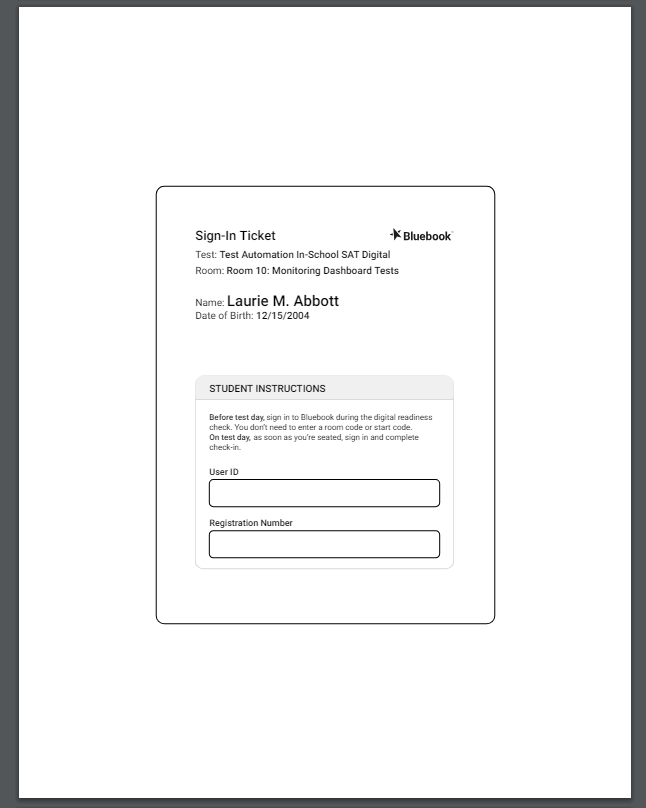 Sign-In Ticket
Bluebook
Test: Test Automation In-School SAT Digital
Room: Room 10: Monitoring Dashboard Tests
Name: Laurie M. Abbott
Date of Birth: 12/15/2004
STUDENT INSTRUCTIONS
Before test day, sign in to Bluebook during the digital readiness
check. You don't need to enter a room code or start code.
On test day, as soon as you're seated, sign in and complete
check-in.
User ID
Registration Number